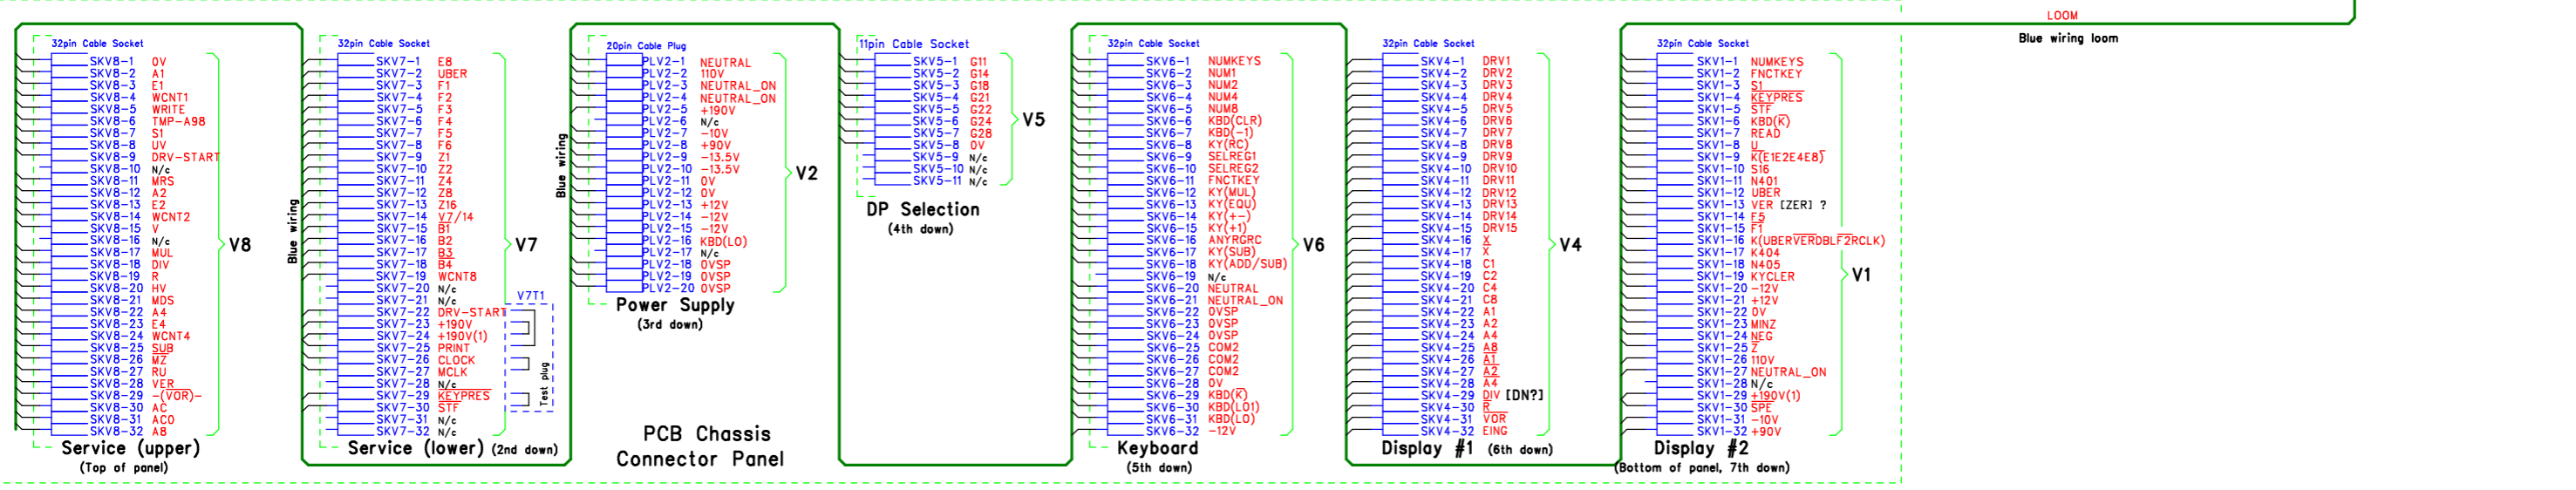 LOOM
Blue wiring loom
32pin Cable Socket
SKV8-1 0V
SKV8-2 A1
SKV8-3 E1
SKV8-4 WCNT1
SKV8-5 WRITE
SKV8-6 TMP-A98
SKV8-7 S1
SKV8-8 UV
SKV8-9 DRV-START
SKV8-10 N/c
SKV8-11 MRS
SKV8-12 A2
SKV8-13 E2
SKV8-14 WCNT2
SKV8-15 V
SKV8-16 N/c
SKV8-17 MUL
SKV8-18 DIV
SKV8-19 R
SKV8-20 HV
SKV8-21 MDS
SKV8-22 A4
SKV8-23 E4
SKV8-24 WCNT4
SKV8-25 SUB
SKV8-26 MZ
SKV8-27 RU
SKV8-28 VER
SKV8-29 -(VOR)-
SKV8-30 AC
SKV8-31 ACO
SKV8-32 A8
V8
Service (upper)
(Top of panel)
Blue wiring
32pin Cable Socket
SKV7-1 E8
SKV7-2 UBER
SKV7-3 F1
SKV7-4 F2
SKV7-5 F3
SKV7-6 F4
SKV7-7 F5
SKV7-8 F6
SKV7-9 Z1
SKV7-10 Z2
SKV7-11 Z4
SKV7-12 Z8
SKV7-13 Z16
SKV7-14 V7/14
SKV7-15 B1
SKV7-16 B2
SKV7-17 B3
SKV7-18 B4
SKV7-19 WCNT8
SKV7-20 N/c
SKV7-21 N/c
SKV7-22 DRV-START
SKV7-23 +190V
SKV7-24 +190V(1)
SKV7-25 PRINT
SKV7-26 CLOCK
SKV7-27 MCLK
SKV7-28 N/c
SKV7-29 KEYPRES
SKV7-30 STF
SKV7-31 N/c
SKV7-32 N/c
V7
V7T1
Test plug
Service (lower) (2nd down)
Blue wiring
20pin Cable Plug
PLV2-1 NEUTRAL
PLV2-2 110V
PLV2-3 NEUTRAL_ON
PLV2-4 NEUTRAL_ON
PLV2-5 +190V
PLV2-6 N/c
PLV2-7 -10V
PLV2-8 +90V
PLV2-9 -13.5V
PLV2-10 -13.5V
PLV2-11 0V
PLV2-12 0V
PLV2-13 +12V
PLV2-14 -12V
PLV2-15 -12V
PLV2-16 KBD(LO)
PLV2-17 N/c
PLV2-18 0VSP
PLV2-19 0VSP
PLV2-20 0VSP
V2
Power Supply
(3rd down)
PCB Chassis
Connector Panel
11pin Cable Socket
SKV5-1 G11
SKV5-2 G14
SKV5-3 G18
SKV5-4 G21
SKV5-5 G22
SKV5-6 G24
SKV5-7 G28
SKV5-8 0V
SKV5-9 N/c
SKV5-10 N/c
SKV5-11 N/c
V5
DP Selection
(4th down)
32pin Cable Socket
SKV6-1 NUMKEYS
SKV6-2 NUM1
SKV6-3 NUM2
SKV6-4 NUM4
SKV6-5 NUM8
SKV6-6 KBD(CLR)
SKV6-7 KBD(-1)
SKV6-8 KY(RC)
SKV6-9 SELREG1
SKV6-10 SELREG2
SKV6-11 FNCTKEY
SKV6-12 KY(MUL)
SKV6-13 KY(EQU)
SKV6-14 KY(+-)
SKV6-15 KY(+1)
SKV6-16 ANYRGRC
SKV6-17 KY(SUB)
SKV6-18 KY(ADD/SUB)
SKV6-19 N/c
SKV6-20 NEUTRAL
SKV6-21 NEUTRAL_ON
SKV6-22 0VSP
SKV6-23 0VSP
SKV6-24 0VSP
SKV6-25 COM2
SKV6-26 COM2
SKV6-27 COM2
SKV6-28 0V
SKV6-29 KBD(K)
SKV6-30 KBD(LO1)
SKV6-31 KBD(LO)
SKV6-32 -12V
V6
Keyboard
(5th down)
32pin Cable Socket
SKV4-1 DRV1
SKV4-2 DRV2
SKV4-3 DRV3
SKV4-4 DRV4
SKV4-5 DRV5
SKV4-6 DRV6
SKV4-7 DRV7
SKV4-8 DRV8
SKV4-9 DRV9
SKV4-10 DRV10
SKV4-11 DRV11
SKV4-12 DRV12
SKV4-13 DRV13
SKV4-14 DRV14
SKV4-15 DRV15
SKV4-16 X
SKV4-17 X
SKV4-18 C1
SKV4-19 C2
SKV4-20 C4
SKV4-21 C8
SKV4-22 A1
SKV4-23 A2
SKV4-24 A4
SKV4-25 A8
SKV4-26 A1
SKV4-27 A2
SKV4-28 A4
SKV4-29 DIV [DN?]
SKV4-30 R
SKV4-31 VOR
SKV4-32 EING
V4
Display #1 (6th down)
32pin Cable Socket
SKV1-1 NUMKEYS
SKV1-2 FNCTKEY
SKV1-3 S1
SKV1-4 KEYPRES
SKV1-5 STF
SKV1-6 KBD(K)
SKV1-7 READ
SKV1-8 U
SKV1-9 K(E1E2E4E8)
SKV1-10 S16
SKV1-11 N401
SKV1-12 UBER
SKV1-13 VER [ZER] ?
SKV1-14 F5
SKV1-15 F1
SKV1-16 K(UBERVERDBLF2RCLK)
SKV1-17 K404
SKV1-18 N405
SKV1-19 KYCLER
SKV1-20 -12V
SKV1-21 +12V
SKV1-22 0V
SKV1-23 MINZ
SKV1-24 NEG
SKV1-25 Z
SKV1-26 110V
SKV1-27 NEUTRAL_ON
SKV1-28 N/c
SKV1-29 +190V(1)
SKV1-30 SPE
SKV1-31 -10V
SKV1-32 +90V
V1
Display #2
(Bottom of panel, 7th down)